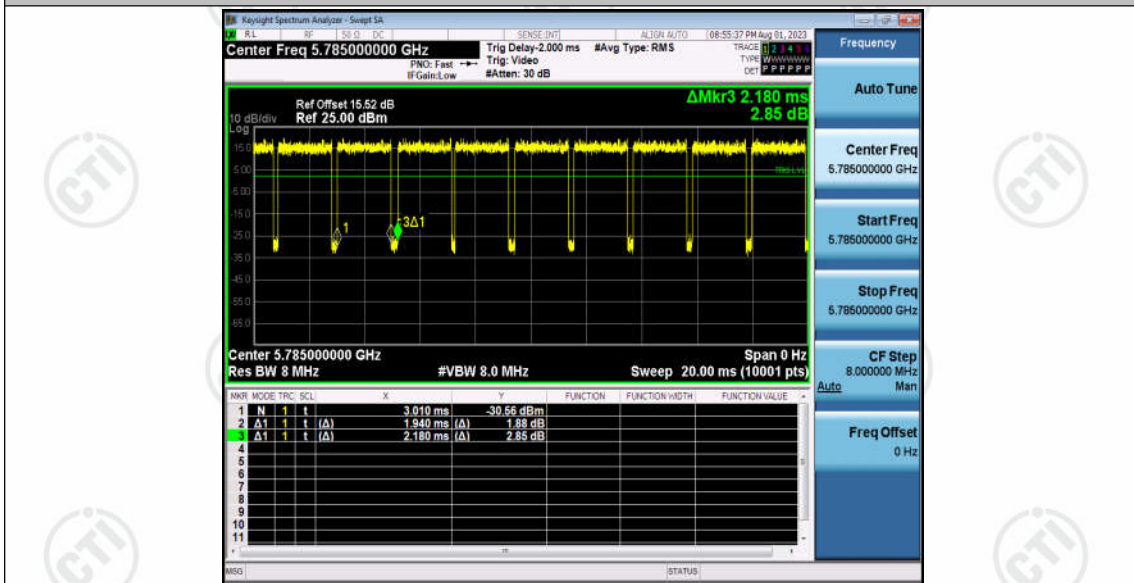 Keysight Spectrum Analyzer - Swept SA
RL RF 50 Ω DC SENSE:INT ALIGN AUTO 08:55:37 PM Aug 01, 2023
Center Freq 5.785000000 GHz
PNO: Fast
IFGain:Low
Trig Delay-2.000 ms
Trig: Video
#Atten: 30 dB
#Avg Type: RMS
TRACE 1 2 3 4 5 6
TYPE WWWWWW
DET P P P P P P
Frequency
Auto Tune
Center Freq
5.785000000 GHz
Start Freq
5.785000000 GHz
Stop Freq
5.785000000 GHz
CF Step
8.000000 MHz
Auto Man
Freq Offset
0 Hz
ΔMkr3 2.180 ms
2.85 dB
Ref Offset 15.52 dB
10 dB/div Ref 25.00 dBm
Log
15.0
5.00
-5.00
-15.0
-25.0
-35.0
-45.0
-55.0
-65.0
TRIG LVL
1
3Δ1
Center 5.785000000 GHz Span 0 Hz
Res BW 8 MHz #VBW 8.0 MHz Sweep 20.00 ms (10001 pts)
MKR MODE TRC SCL X Y FUNCTION FUNCTION WIDTH FUNCTION VALUE
1 N 1 t 3.010 ms -30.56 dBm
2 Δ1 1 t (Δ) 1.940 ms (Δ) 1.88 dB
3 Δ1 1 t (Δ) 2.180 ms (Δ) 2.85 dB
4
5
6
7
8
9
10
11
MSG STATUS
CTI
CTI
CTI
CTI